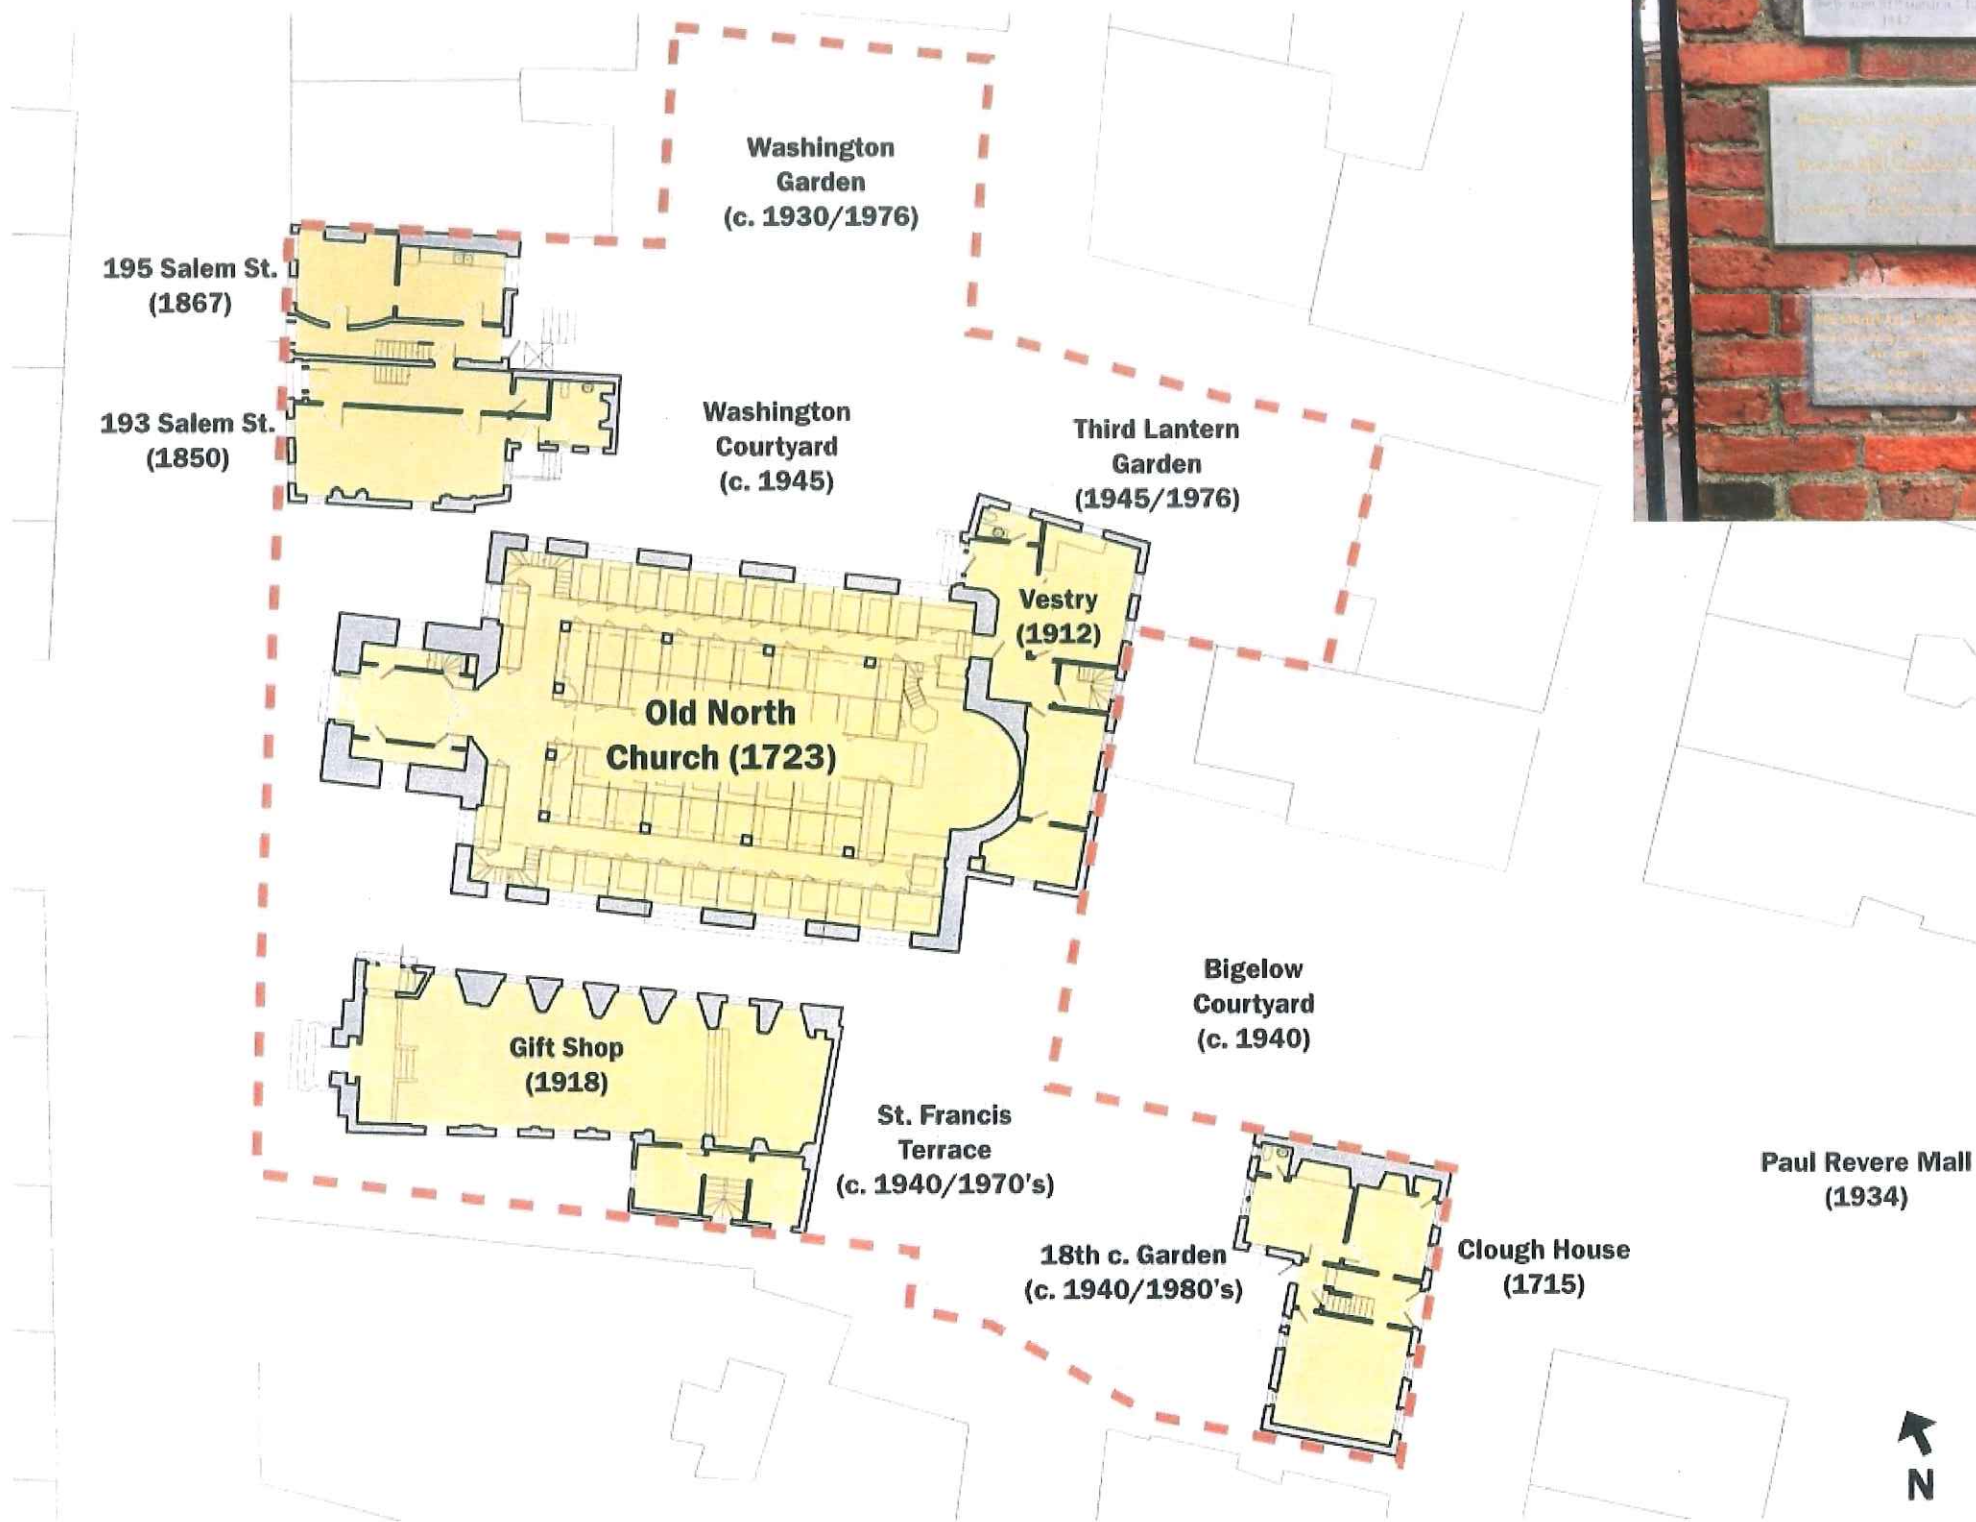 Washington
Garden
(c. 1930/1976)
195 Salem St.
(1867)
193 Salem St.
(1850)
Washington
Courtyard
(c. 1945)
Third Lantern
Garden
(1945/1976)
Vestry
(1912)
Old North
Church (1723)
Bigelow
Courtyard
(c. 1940)
Gift Shop
(1918)
St. Francis
Terrace
(c. 1940/1970's)
Paul Revere Mall
(1934)
18th c. Garden
(c. 1940/1980's)
Clough House
(1715)
N